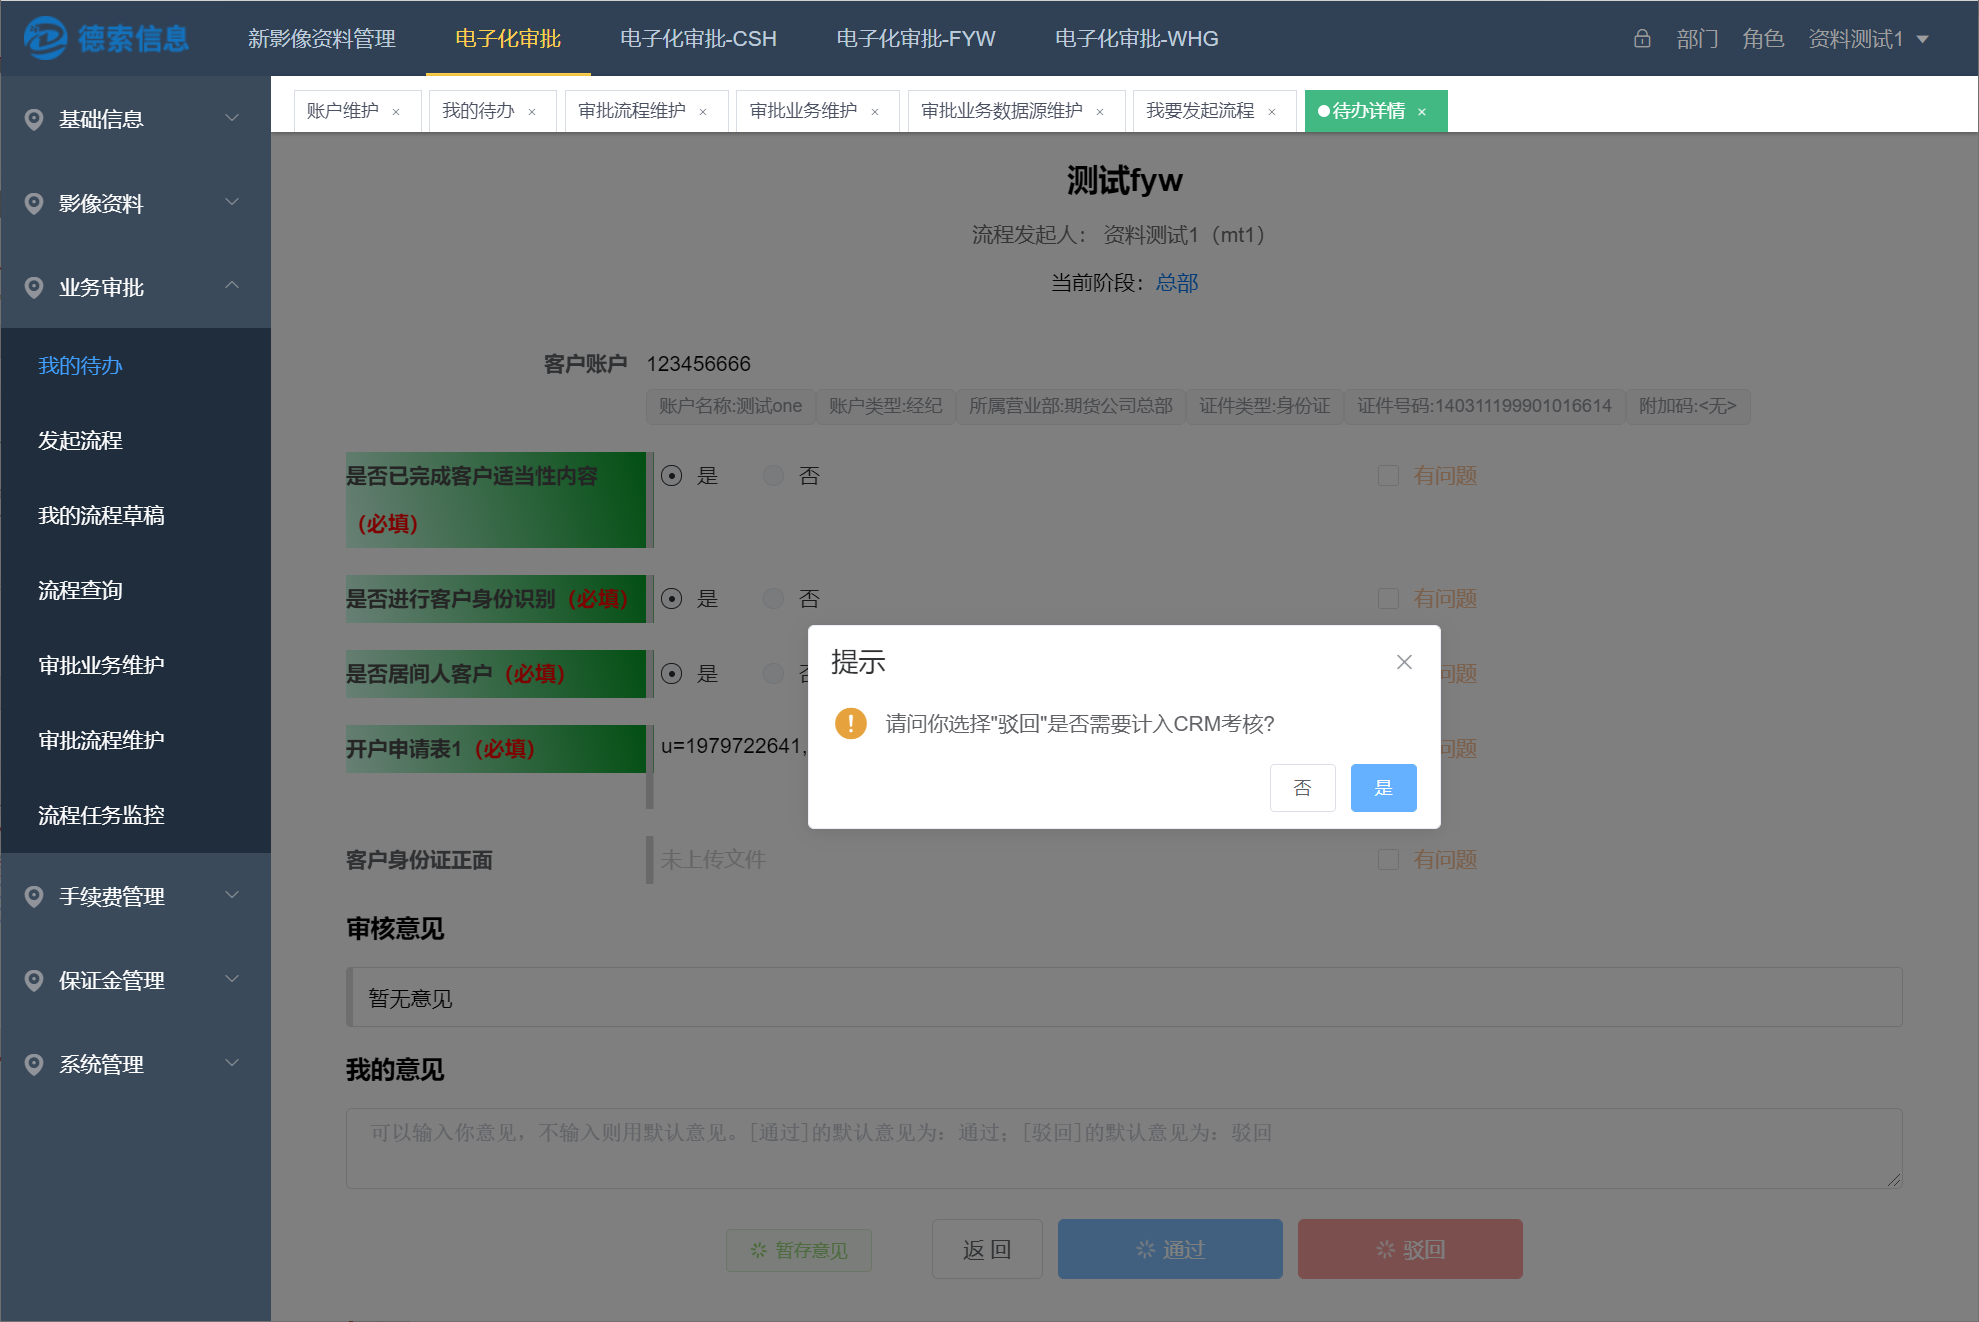 德索信息
新影像资料管理
电子化审批
电子化审批-CSH
电子化审批-FYW
电子化审批-WHG
部门
角色
资料测试1
账户维护 ×
我的待办 ×
审批流程维护 ×
审批业务维护 ×
审批业务数据源维护 ×
我要发起流程 ×
待办详情 ×
基础信息
影像资料
业务审批
我的待办
发起流程
我的流程草稿
流程查询
审批业务维护
审批流程维护
流程任务监控
手续费管理
保证金管理
系统管理
测试fyw
流程发起人： 资料测试1（mt1）
当前阶段：总部
客户账户 123456666
账户名称:测试one 账户类型:经纪 所属营业部:期货公司总部 证件类型:身份证 证件号码:140311199901016614 附加码:<无>
是否已完成客户适当性内容
（必填）
是 否 有问题
是否进行客户身份识别（必填） 是 否 有问题
是否居间人客户（必填） 是 问题
开户申请表1（必填） u=1979722641, 问题
提示
请问你选择"驳回"是否需要计入CRM考核?
否 是
客户身份证正面 未上传文件 有问题
审核意见
暂无意见
我的意见
可以输入你意见，不输入则用默认意见。[通过]的默认意见为：通过；[驳回]的默认意见为：驳回
暂存意见 返 回 通过 驳回